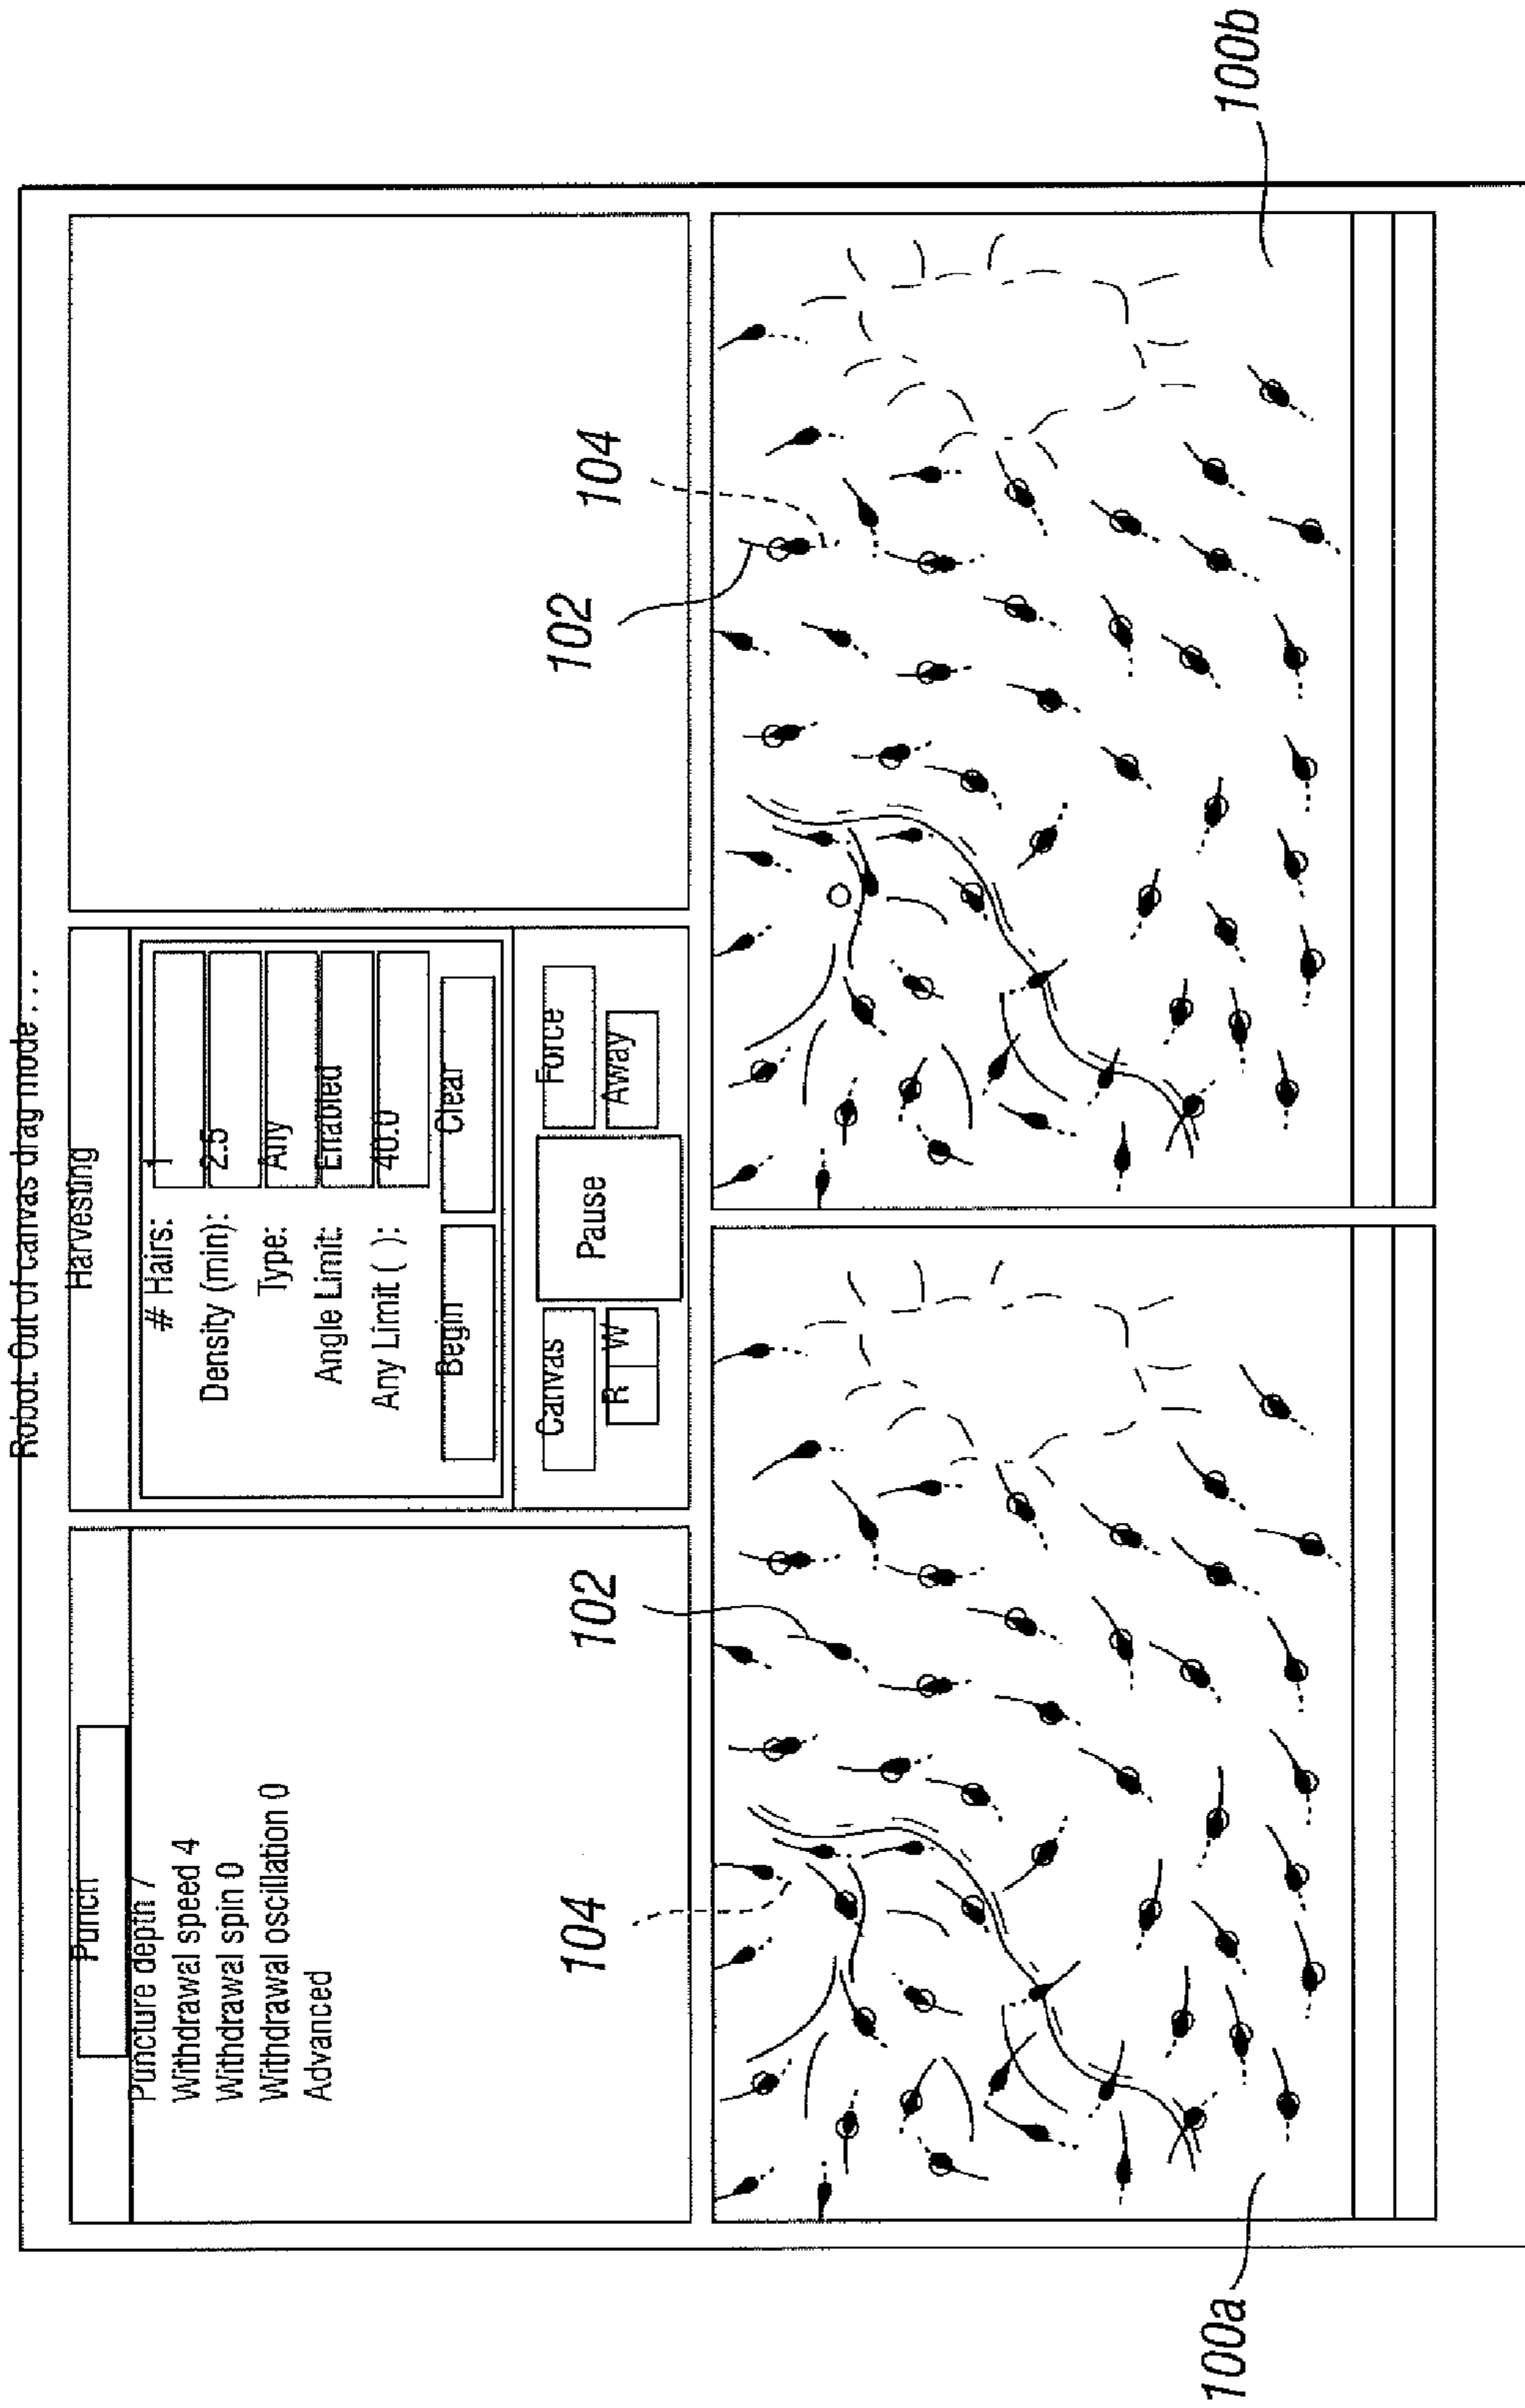 Robot: Out of canvas drag mode...
Punch
Puncture depth 7
Withdrawal speed 4
Withdrawal spin 0
Withdrawal oscillation 0
Advanced
Harvesting
# Hairs: 1
Density (min): 2.5
Type: Any
Angle Limit: Enabled
Any Limit ( ): 40.0
Begin Clear
Canvas Pause Force
R W Away
104
102
102
104
100a
100b